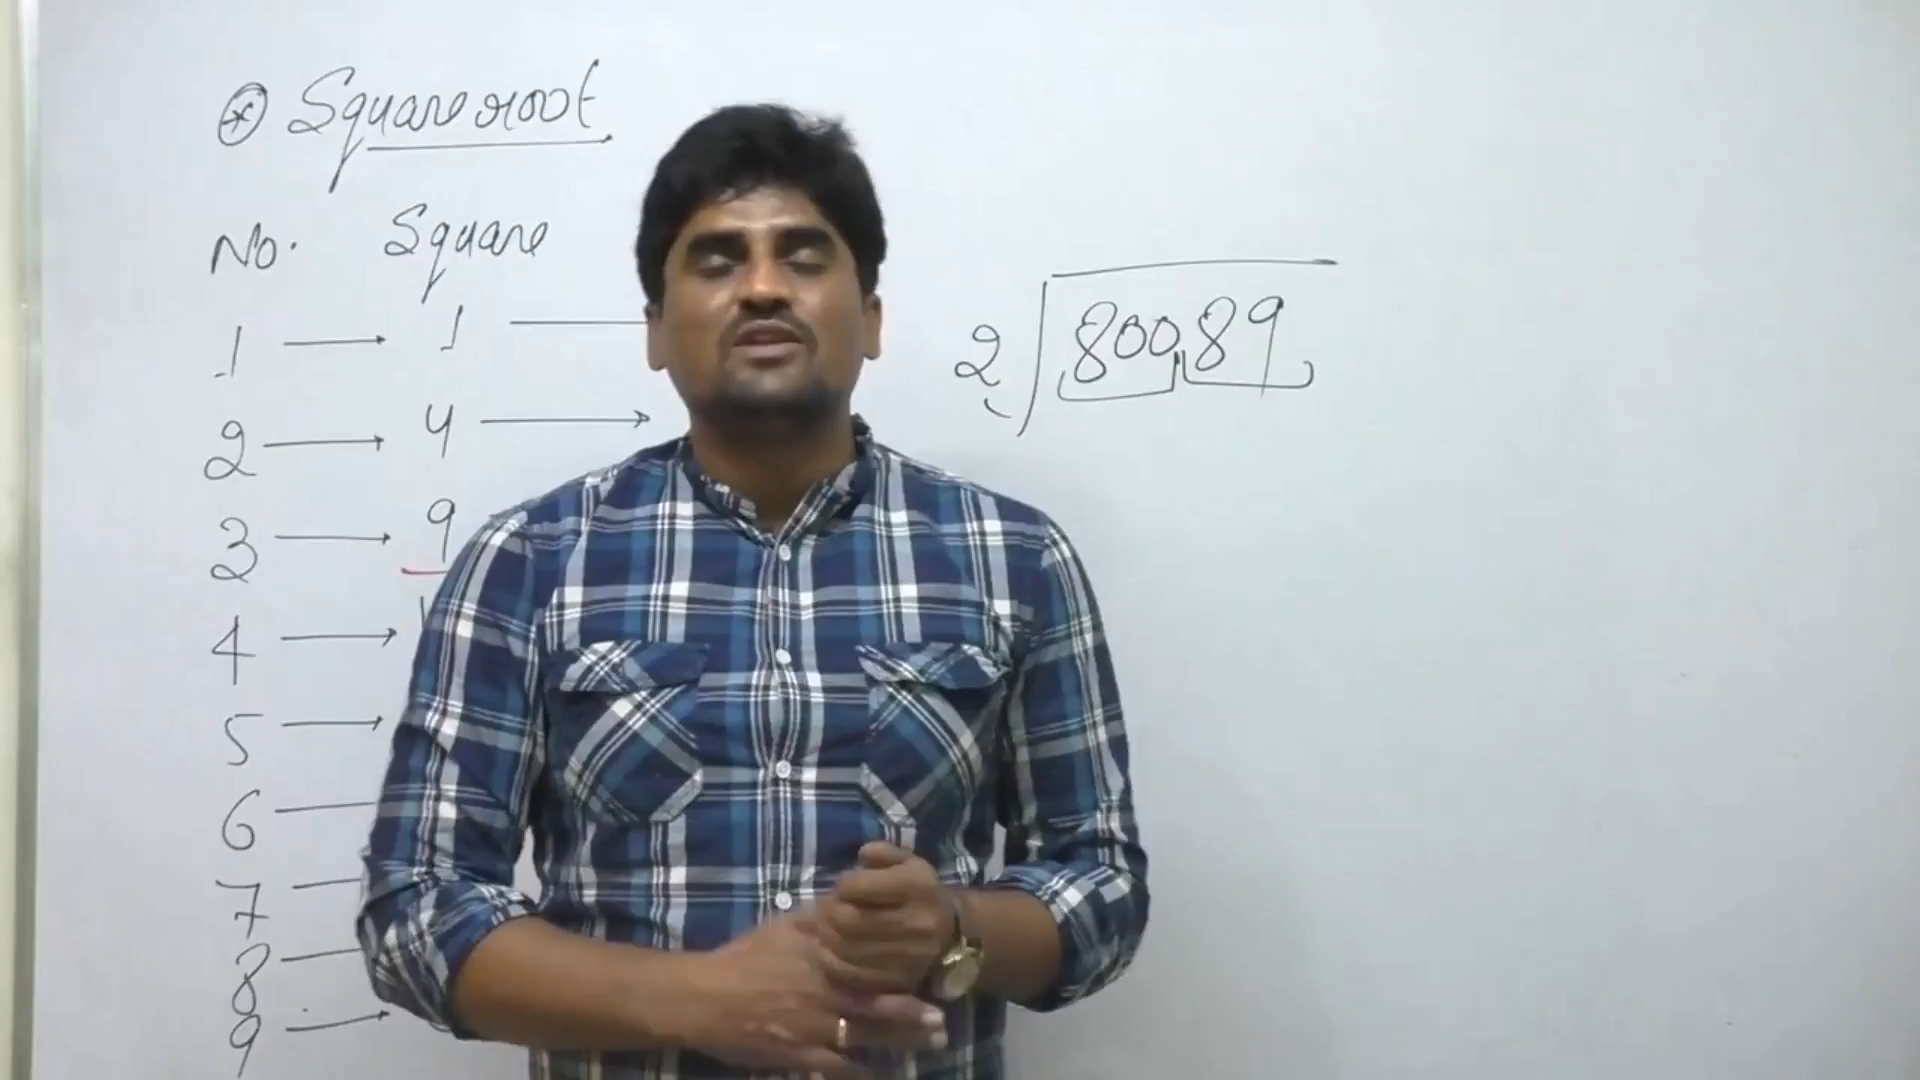 * Square root
No. Square
1 → 1
2 → 4 →
3 → 9
4 →
5 →
6
7
8
9 →
2 80089